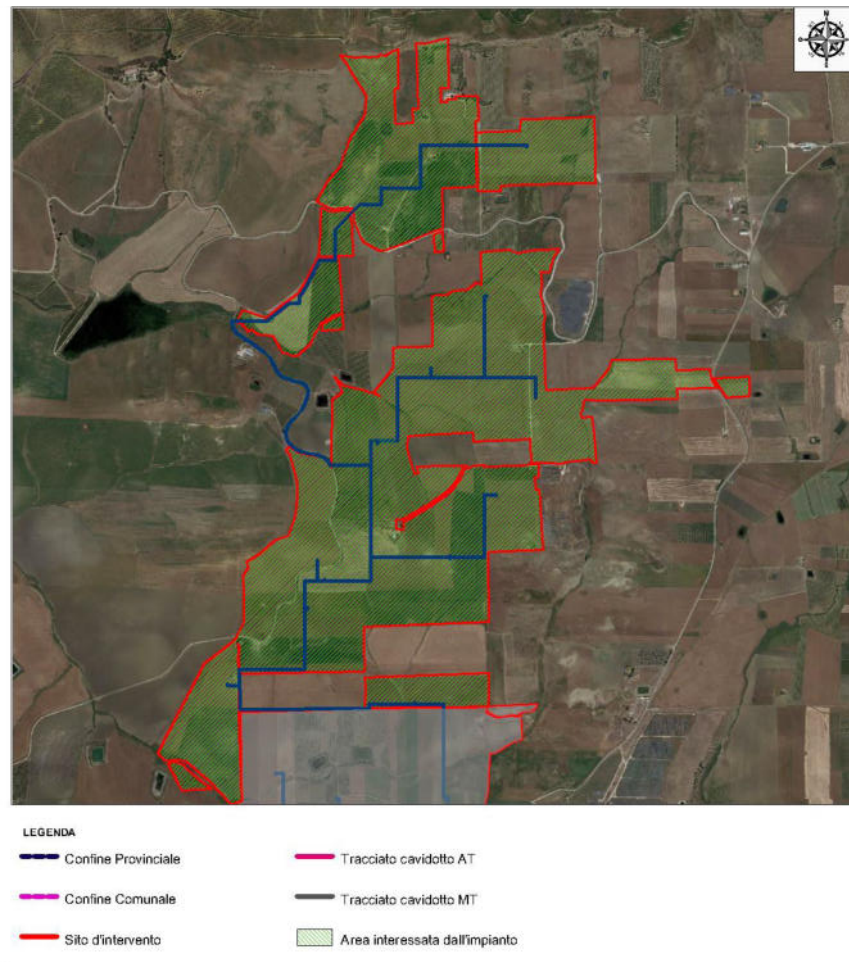 N
LEGENDA
Confine Provinciale
Tracciato cavidotto AT
Confine Comunale
Tracciato cavidotto MT
Sito d'intervento
Area interessata dall'impianto